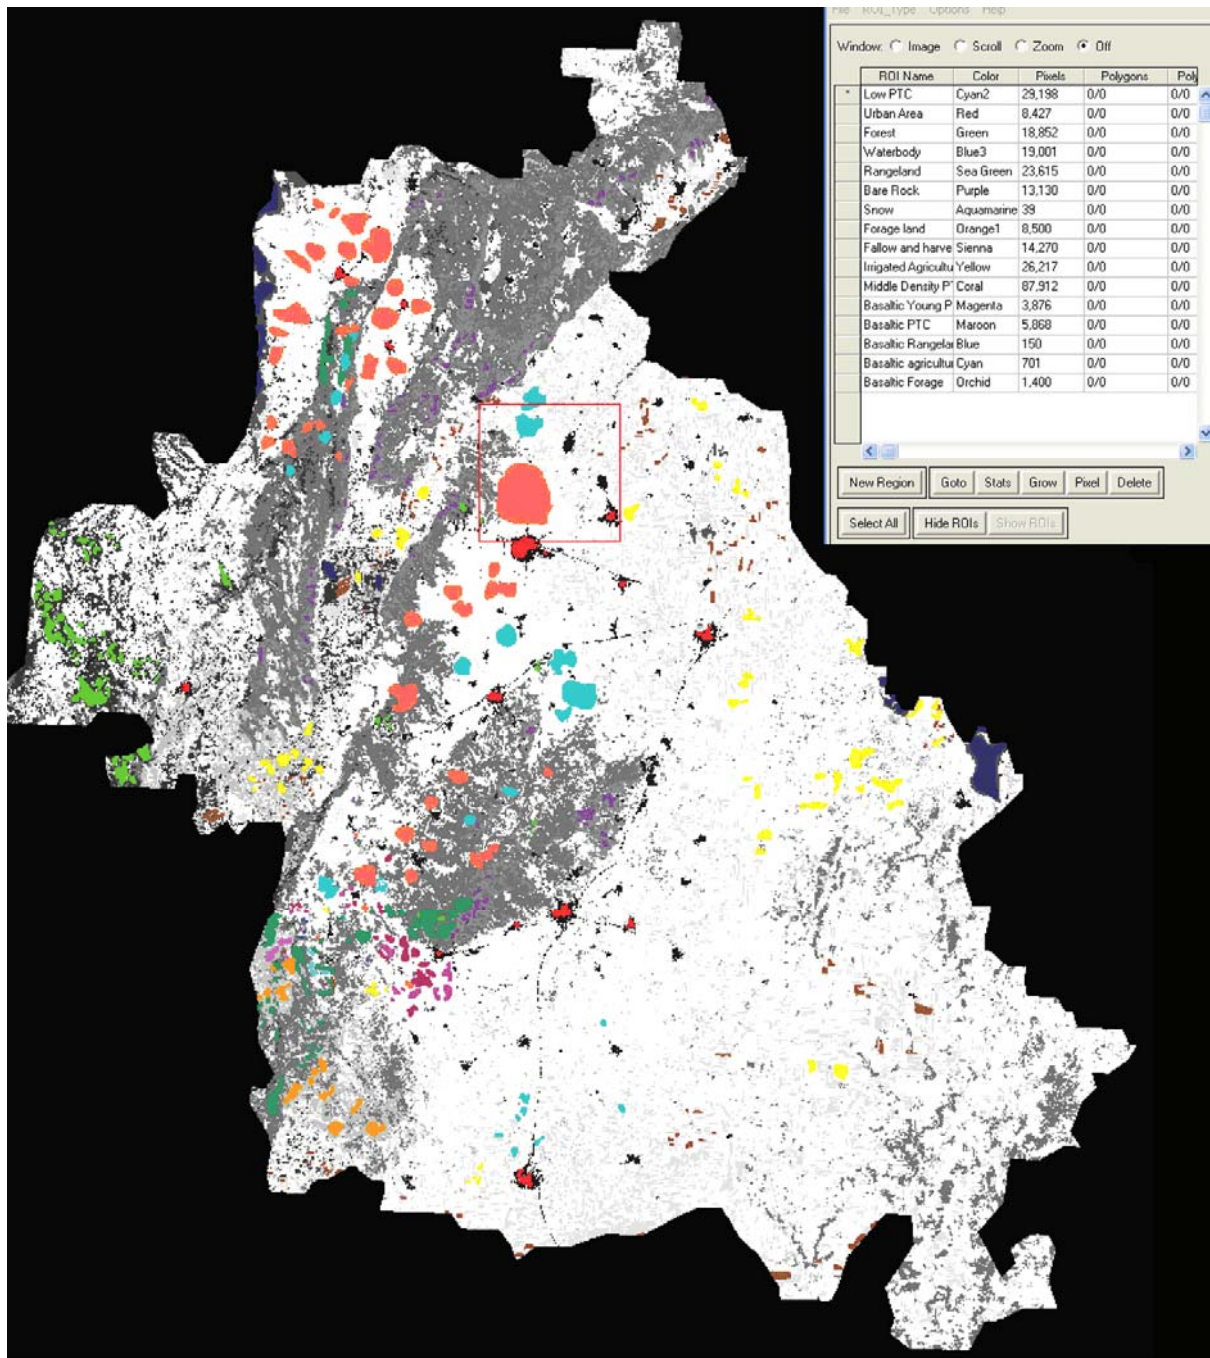 File ROI_Type Options Help
Window: Image Scroll Zoom Off
ROI Name Color Pixels Polygons Poly
* Low PTC Cyan2 29,198 0/0 0/0
Urban Area Red 8,427 0/0 0/0
Forest Green 18,852 0/0 0/0
Waterbody Blue3 19,001 0/0 0/0
Rangeland Sea Green 23,615 0/0 0/0
Bare Rock Purple 13,130 0/0 0/0
Snow Aquamarine 39 0/0 0/0
Forage land Orange1 8,500 0/0 0/0
Fallow and harve Sienna 14,270 0/0 0/0
Irrigated Agricultu Yellow 26,217 0/0 0/0
Middle Density P Coral 87,912 0/0 0/0
Basaltic Young P Magenta 3,876 0/0 0/0
Basaltic PTC Maroon 5,868 0/0 0/0
Basaltic Rangela Blue 150 0/0 0/0
Basaltic agricultu Cyan 701 0/0 0/0
Basaltic Forage Orchid 1,400 0/0 0/0
New Region Goto Stats Grow Pixel Delete
Select All Hide ROIs Show ROIs